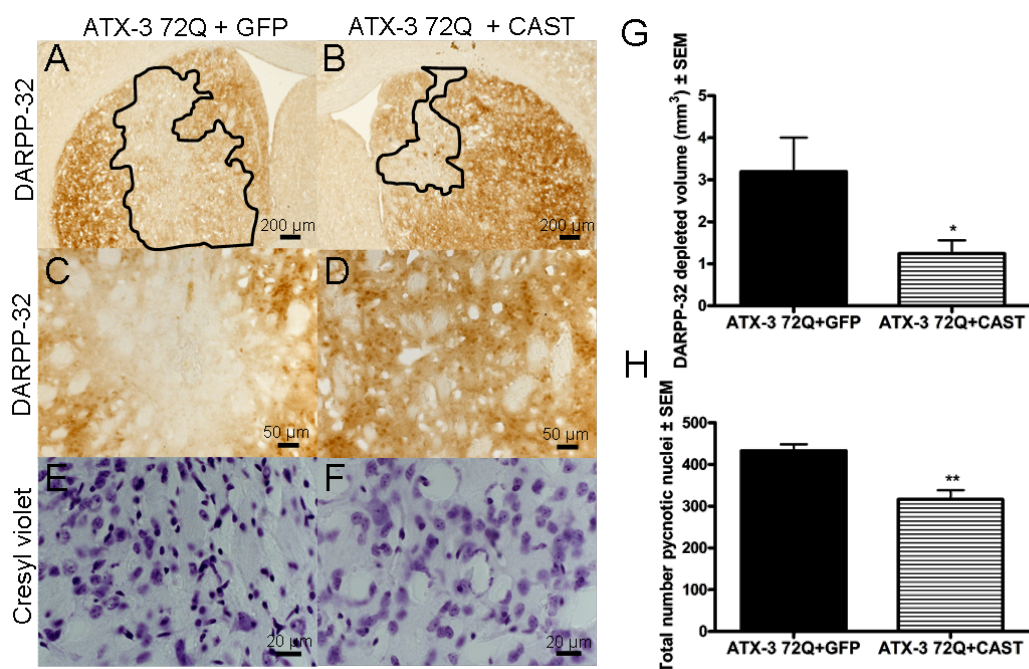 ATX-3 72Q + GFP
ATX-3 72Q + CAST
A
B
DARPP-32
200 µm
200 µm
C
D
DARPP-32
50 µm
50 µm
E
F
Cresyl violet
20 µm
20 µm
G
DARPP-32 depleted volume (mm³) ± SEM
5
4
3
2
1
0
*
ATX-3 72Q+GFP
ATX-3 72Q+CAST
H
Total number pycnotic nuclei ± SEM
500
400
300
200
100
0
**
ATX-3 72Q+GFP
ATX-3 72Q+CAST